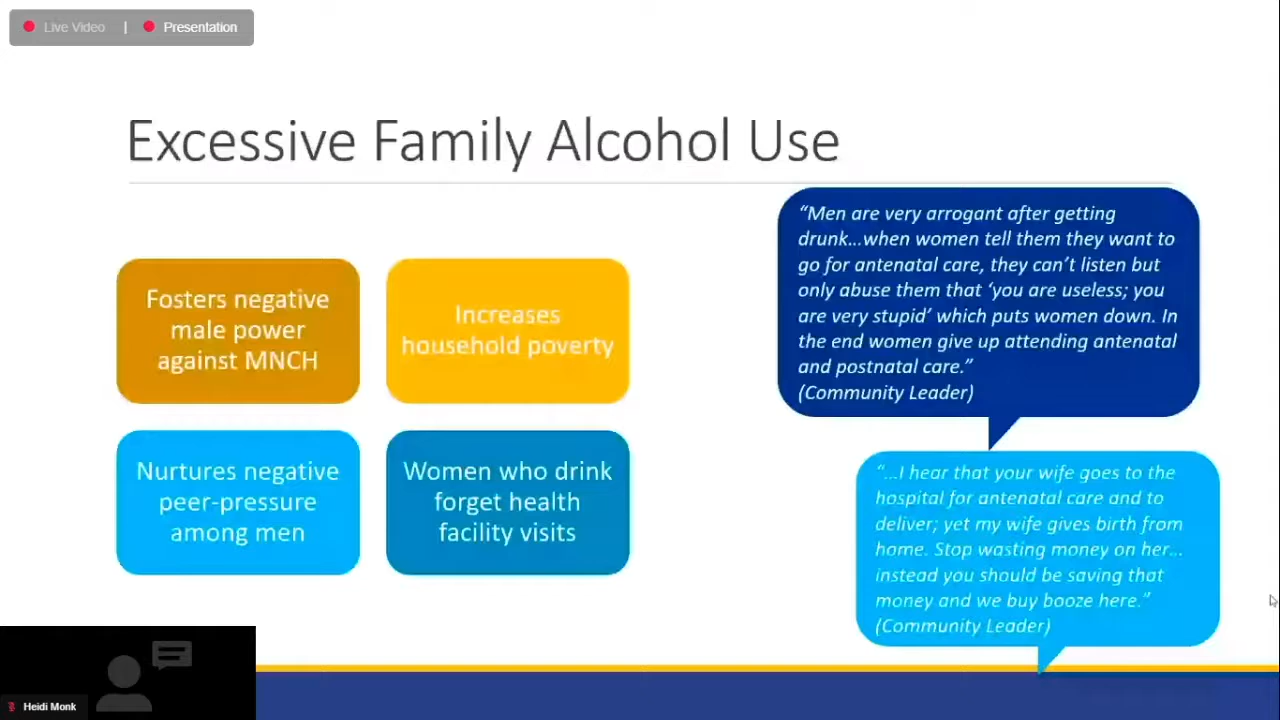 Live Video | Presentation
Excessive Family Alcohol Use
Fosters negative
male power
against MNCH
Increases
household poverty
Nurtures negative
peer-pressure
among men
Women who drink
forget health
facility visits
“Men are very arrogant after getting
drunk…when women tell them they want to
go for antenatal care, they can’t listen but
only abuse them that ‘you are useless; you
are very stupid’ which puts women down. In
the end women give up attending antenatal
and postnatal care.”
(Community Leader)
“…I hear that your wife goes to the
hospital for antenatal care and to
deliver; yet my wife gives birth from
home. Stop wasting money on her…
instead you should be saving that
money and we buy booze here.”
(Community Leader)
Heidi Monk